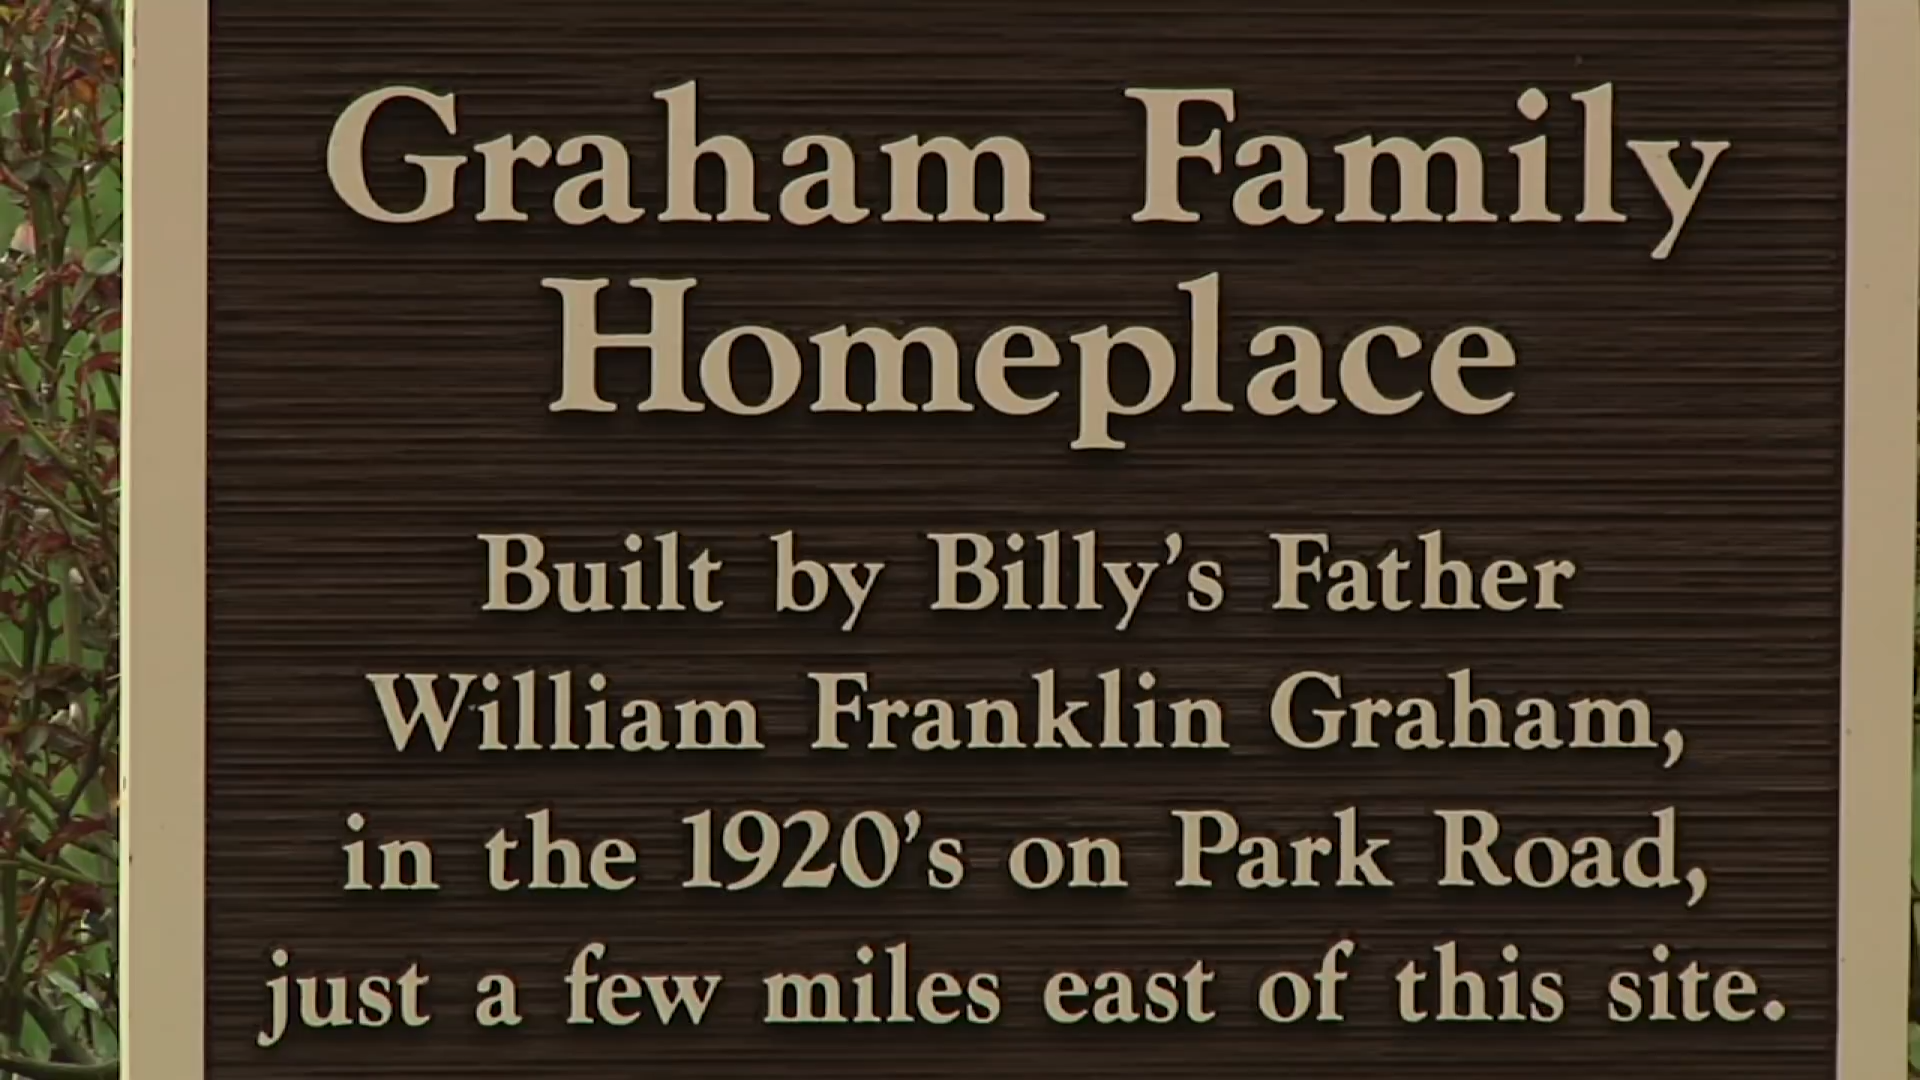 Graham Family
Homeplace
Built by Billy’s Father
William Franklin Graham,
in the 1920’s on Park Road,
just a few miles east of this site.